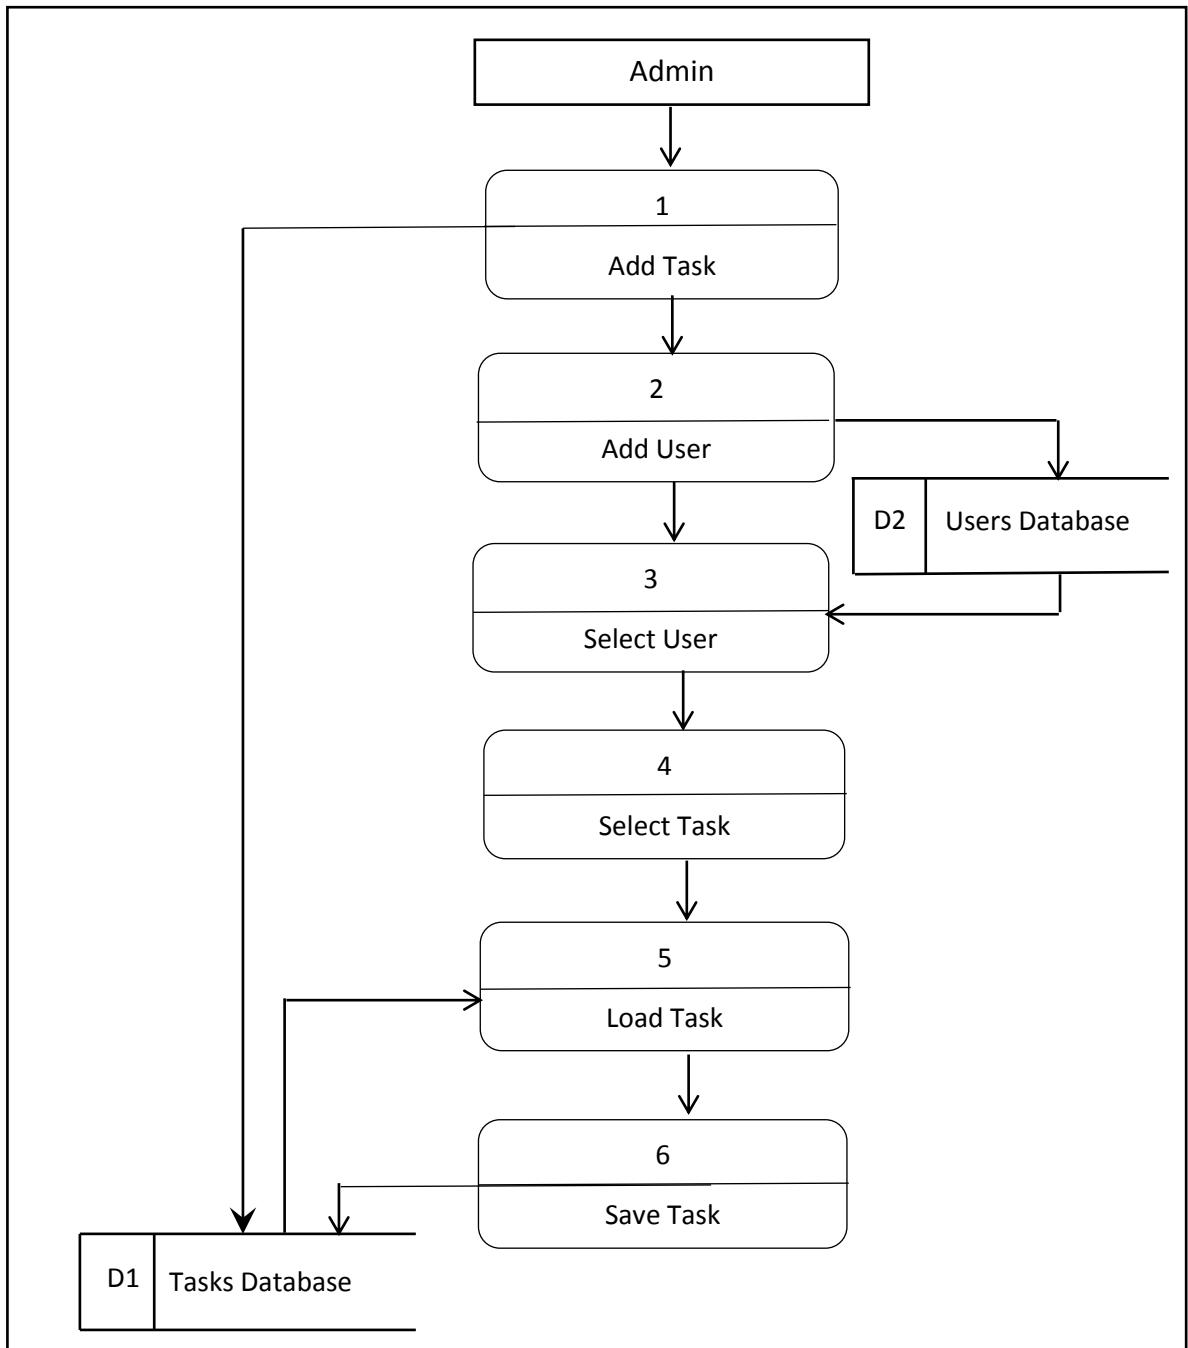 Admin
1
Add Task
2
Add User
D2
Users Database
3
Select User
4
Select Task
5
Load Task
6
Save Task
D1
Tasks Database